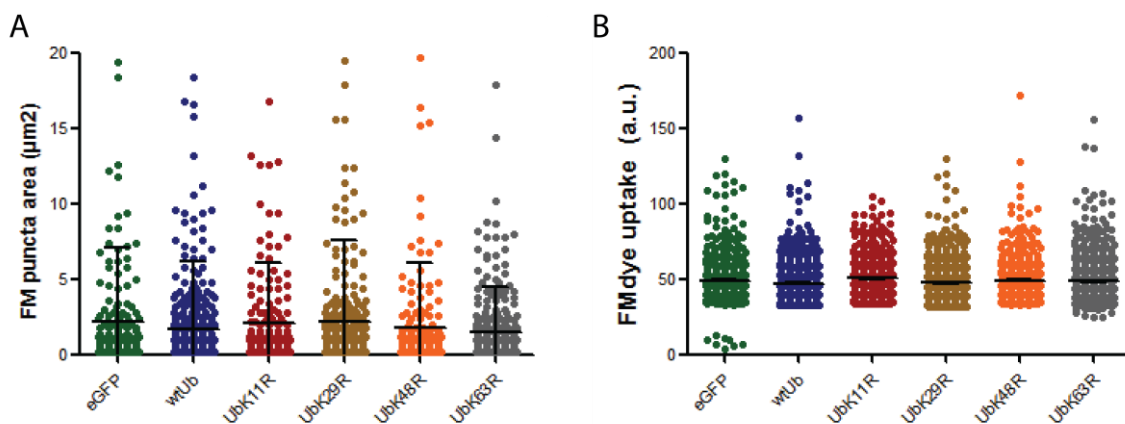 A
FM puncta area (µm2)
20
15
10
5
0
eGFP
wtUb
UbK11R
UbK29R
UbK48R
UbK63R
B
FMdye uptake (a.u.)
200
150
100
50
0
eGFP
wtUb
UbK11R
UbK29R
UbK48R
UbK63R